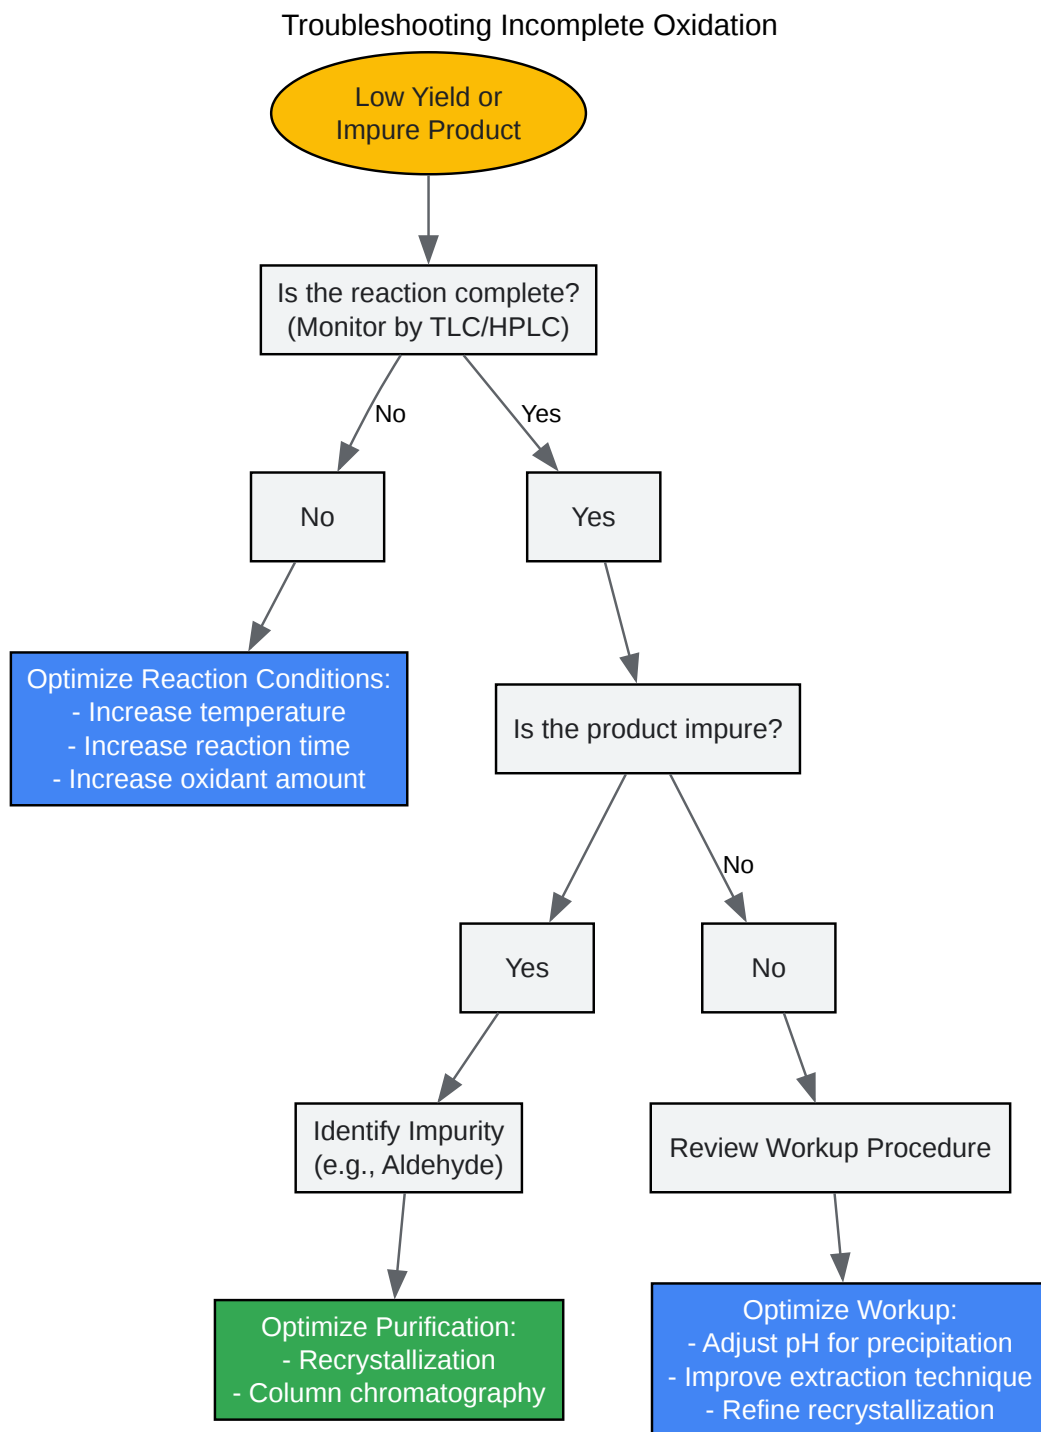 Troubleshooting Incomplete Oxidation
Low Yield or
Impure Product
Is the reaction complete?
(Monitor by TLC/HPLC)
No
Yes
No
Yes
Optimize Reaction Conditions:
- Increase temperature
- Increase reaction time
- Increase oxidant amount
Is the product impure?
No
Yes
No
Identify Impurity
(e.g., Aldehyde)
Review Workup Procedure
Optimize Purification:
- Recrystallization
- Column chromatography
Optimize Workup:
- Adjust pH for precipitation
- Improve extraction technique
- Refine recrystallization